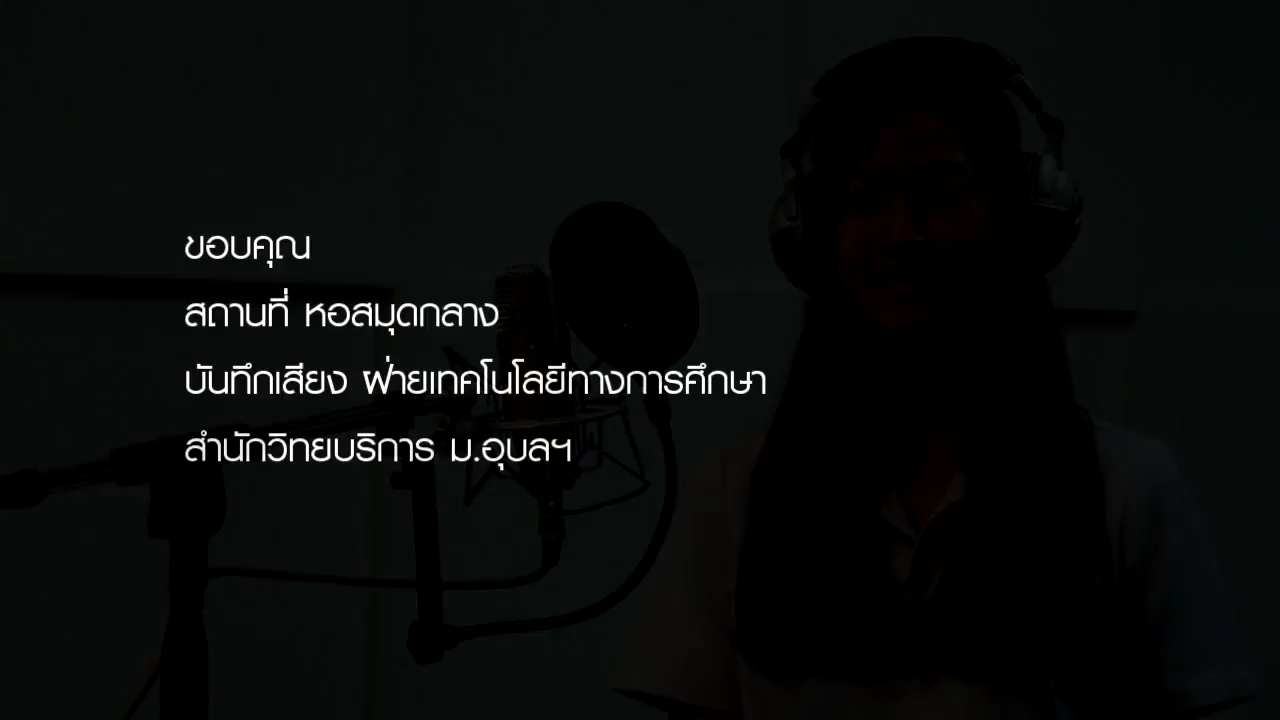 ขอบคุณ
สถานที่ หอสมุดกลาง
บันทึกเสียง ฝ่ายเทคโนโลยีทางการศึกษา
สำนักวิทยบริการ ม.อุบลฯ